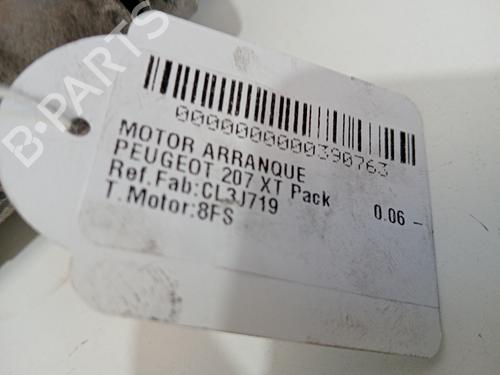 B-PARTS
0000000000390763
MOTOR ARRANQUE
PEUGEOT 207 XT Pack 0.06 -
Ref.Fab:CL3J719
T.Motor:8FS